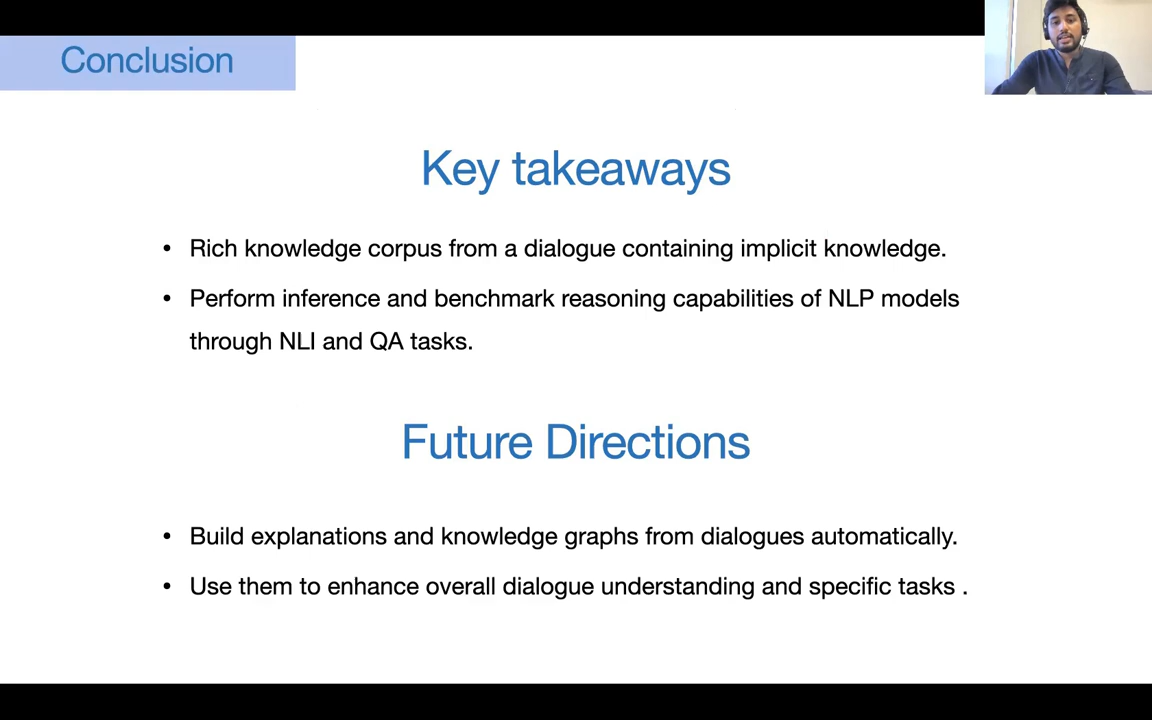 Conclusion
Key takeaways
• Rich knowledge corpus from a dialogue containing implicit knowledge.
• Perform inference and benchmark reasoning capabilities of NLP models
through NLI and QA tasks.
Future Directions
• Build explanations and knowledge graphs from dialogues automatically.
• Use them to enhance overall dialogue understanding and specific tasks .